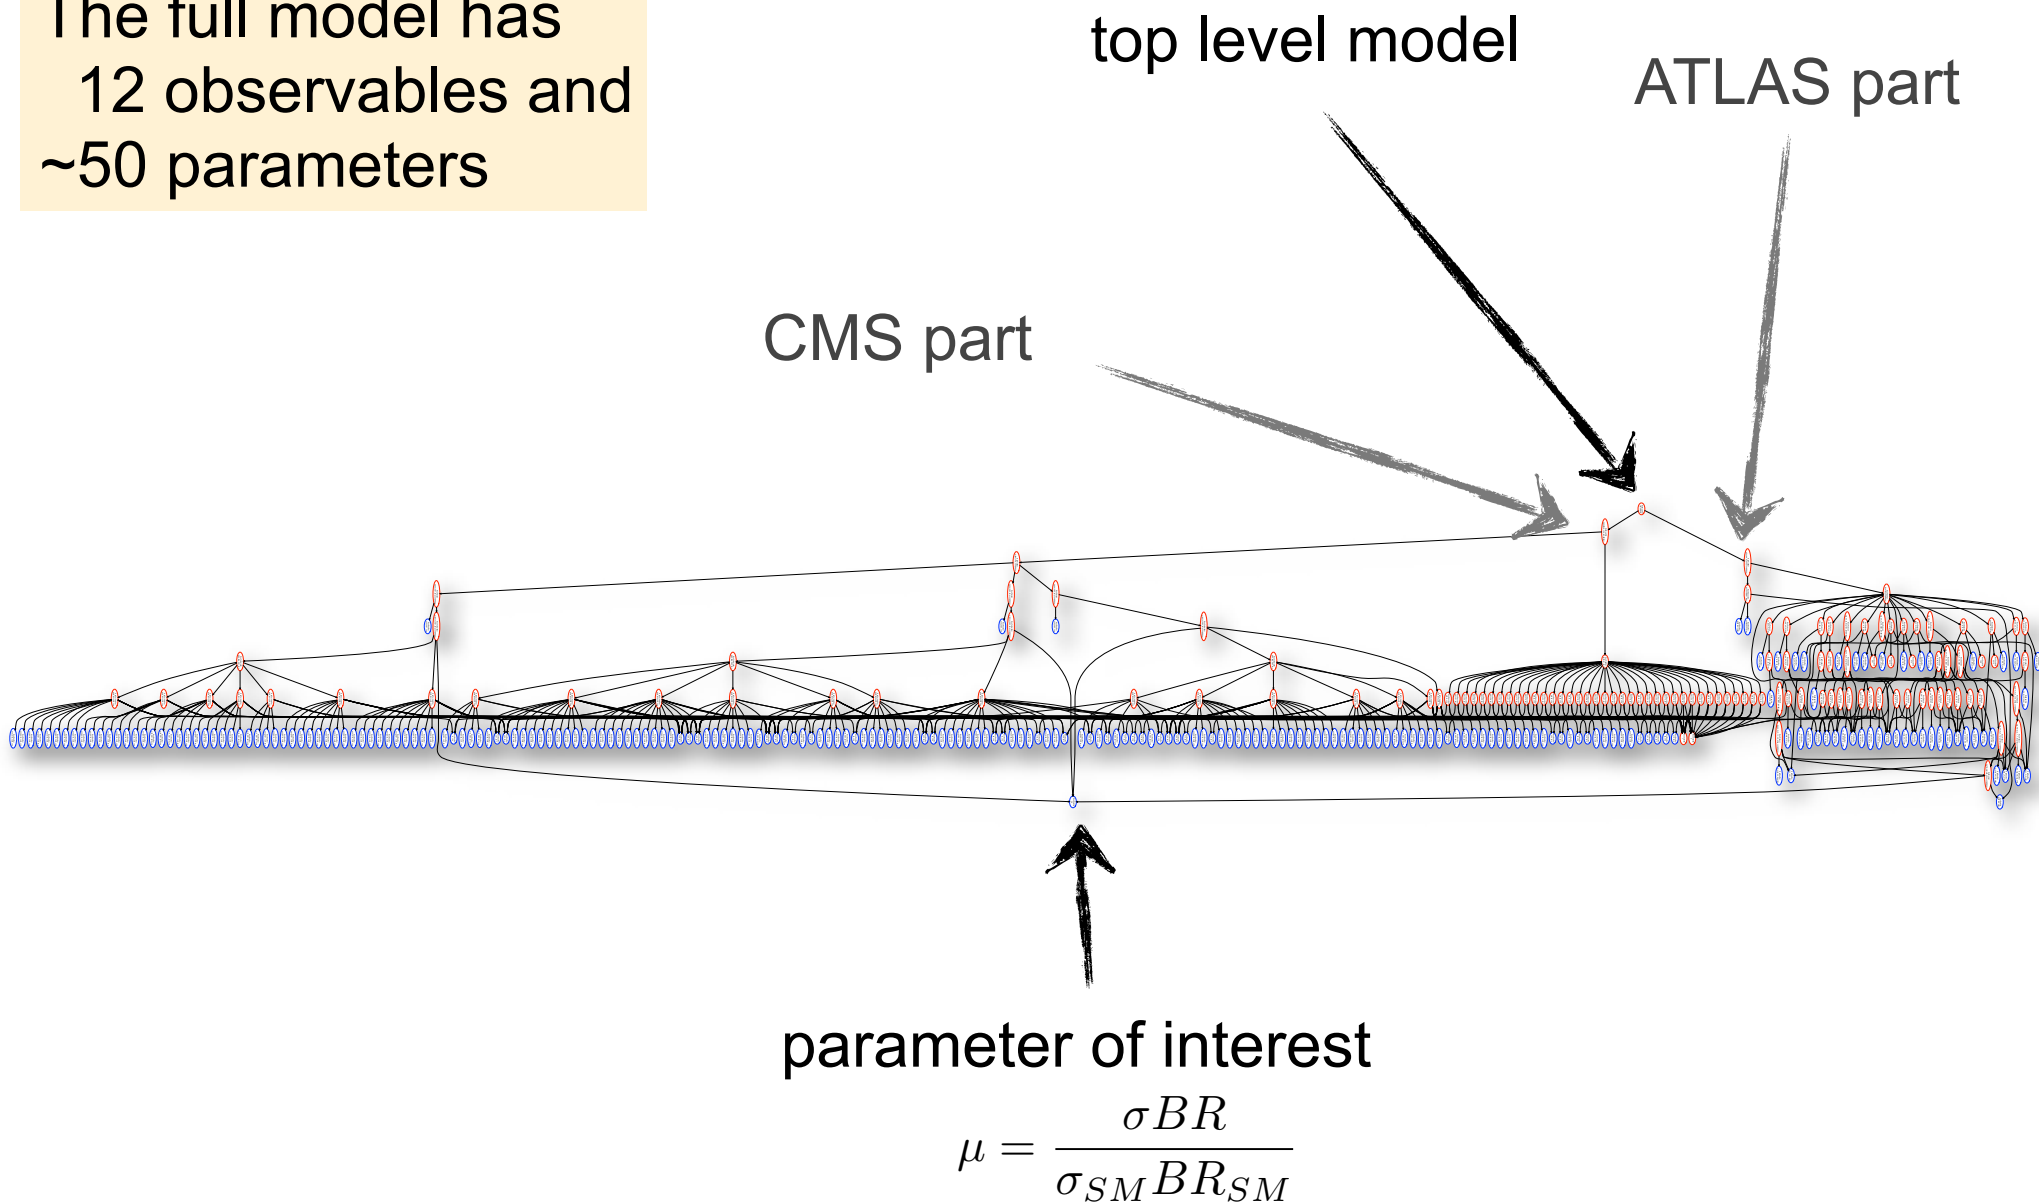 The full model has
12 observables and
~50 parameters
top level model
ATLAS part
CMS part
parameter of interest
μ = σBR / σ_SM BR_SM